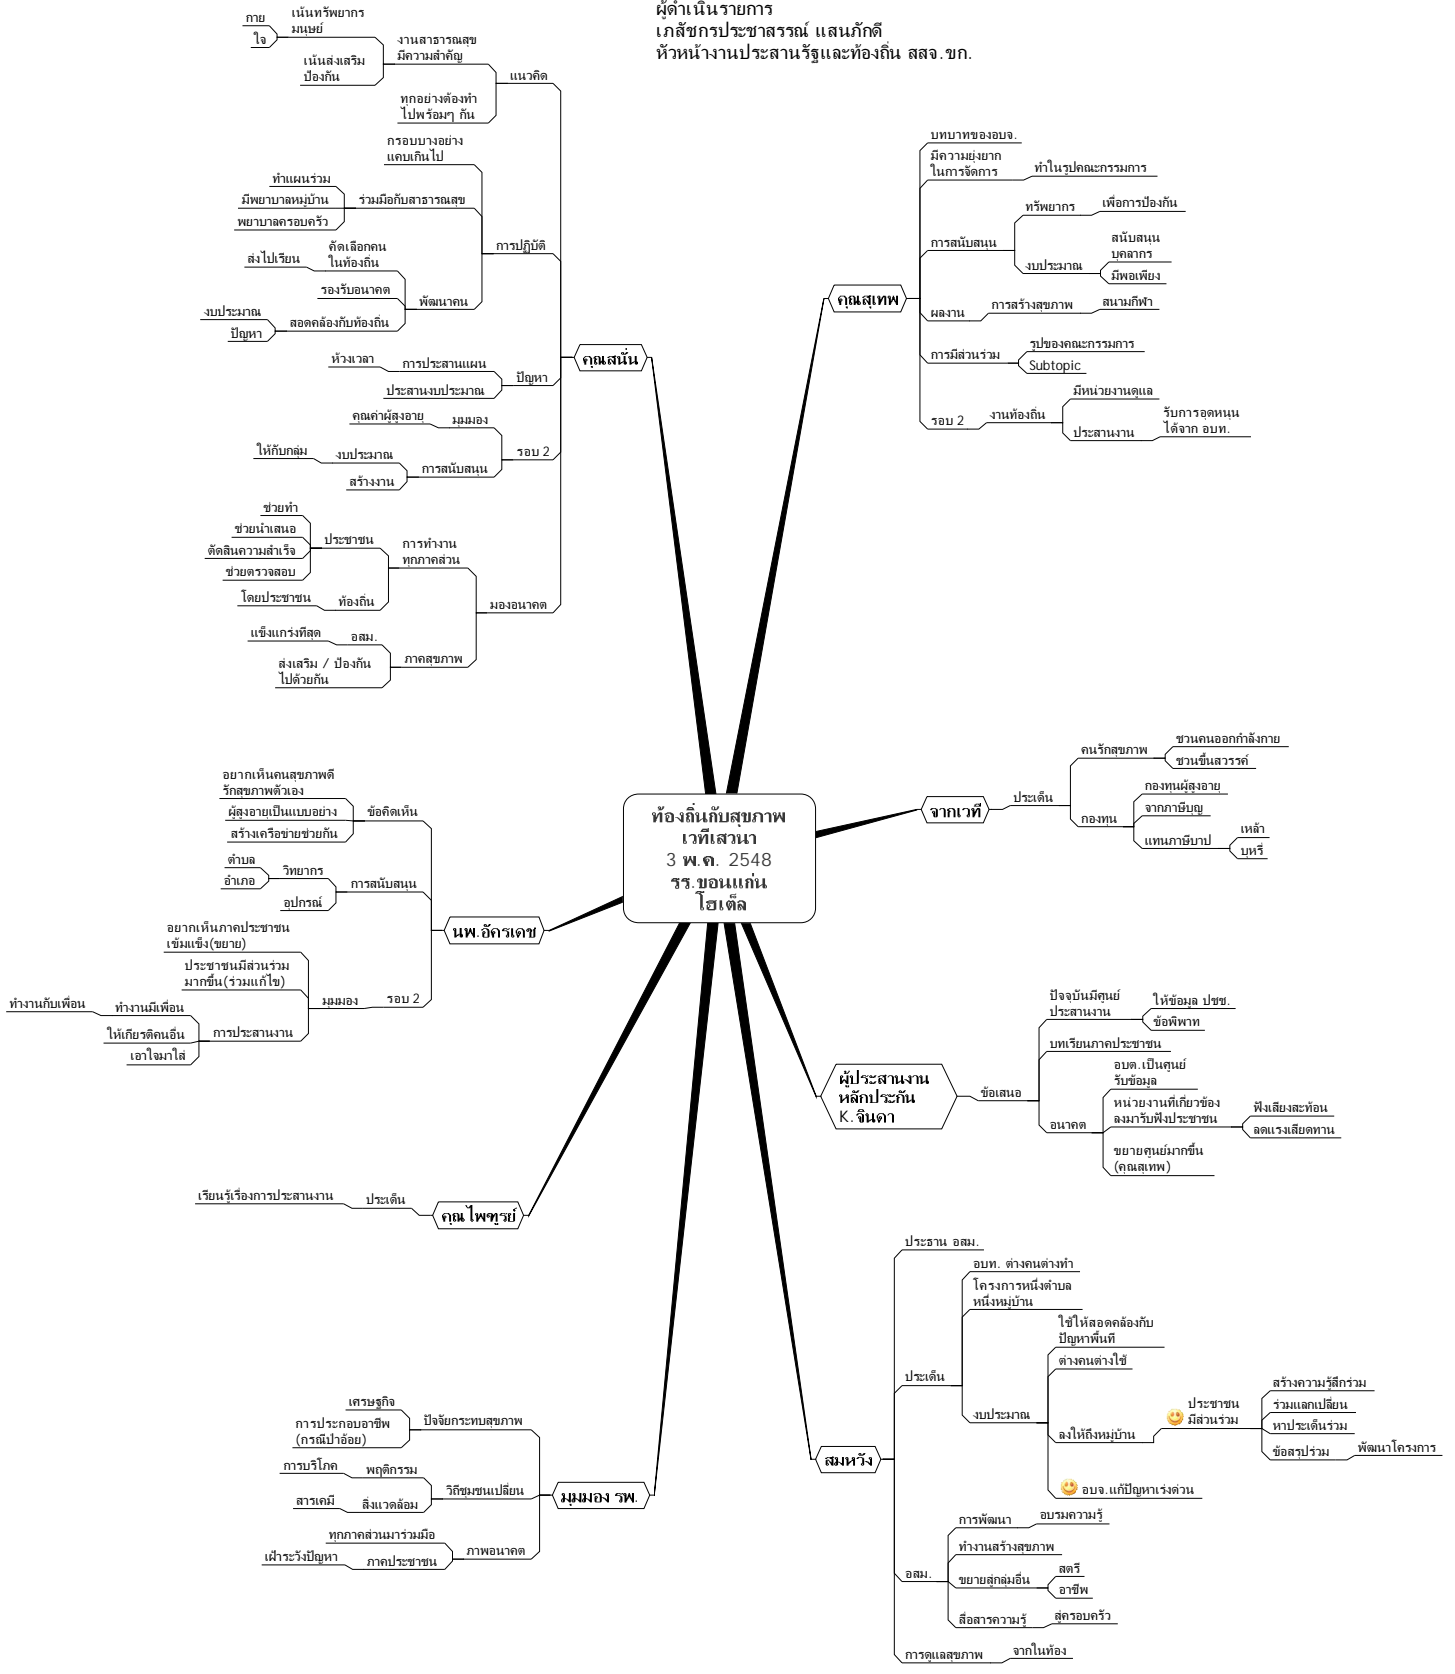 ผู้ดำเนินรายการ
เภสัชกรประชาสรรณ์ แสนภักดี
หัวหน้างานประสานรัฐและท้องถิ่น สสจ.ขก.
ท้องถิ่นกับสุขภาพ
เวทีเสวนา
3 พ.ค. 2548
รร.ขอนแก่น
โฮเต็ล
คุณสุเทพ
บทบาทของอบจ.
มีความยุ่งยาก
ในการจัดการ
ทำในรูปคณะกรรมการ
การสนับสนุน
ทรัพยากร
เพื่อการป้องกัน
งบประมาณ
สนับสนุน
บุคลากร
มีพอเพียง
ผลงาน
การสร้างสุขภาพ
สนามกีฬา
การมีส่วนร่วม
รูปของคณะกรรมการ
Subtopic
รอบ 2
งานท้องถิ่น
มีหน่วยงานดูแล
ประสานงาน
รับการอุดหนุน
ได้จาก อบท.
จากเวที
ประเด็น
คนรักสุขภาพ
ชวนคนออกกำลังกาย
ชวนขึ้นสวรรค์
กองทุน
กองทุนผู้สูงอายุ
จากภาษีบุญ
แทนภาษีบาป
เหล้า
บุหรี่
ผู้ประสานงาน
หลักประกัน
K.จินดา
ข้อเสนอ
ปัจจุบันมีศูนย์
ประสานงาน
ให้ข้อมูล ปชช.
ข้อพิพาท
บทเรียนภาคประชาชน
อนาคต
อบต.เป็นศูนย์
รับข้อมูล
หน่วยงานที่เกี่ยวข้อง
ลงมารับฟังประชาชน
ฟังเสียงสะท้อน
ลดแรงเสียดทาน
ขยายศูนย์มากขึ้น
(คุณสุเทพ)
สมหวัง
ประธาน อสม.
ประเด็น
อบท. ต่างคนต่างทำ
โครงการหนึ่งตำบล
หนึ่งหมู่บ้าน
งบประมาณ
ใช้ให้สอดคล้องกับ
ปัญหาพื้นที่
ต่างคนต่างใช้
ลงให้ถึงหมู่บ้าน
ประชาชน
มีส่วนร่วม
สร้างความรู้สึกร่วม
ร่วมแลกเปลี่ยน
หาประเด็นร่วม
ข้อสรุปร่วม
พัฒนาโครงการ
อบจ.แก้ปัญหาเร่งด่วน
อสม.
การพัฒนา
อบรมความรู้
ทำงานสร้างสุขภาพ
ขยายสู่กลุ่มอื่น
สตรี
อาชีพ
สื่อสารความรู้
สู่ครอบครัว
การดูแลสุขภาพ
จากในท้อง
คุณสนั่น
แนวคิด
งานสาธารณสุข
มีความสำคัญ
เน้นทรัพยากร
มนุษย์
กาย
ใจ
เน้นส่งเสริม
ป้องกัน
ทุกอย่างต้องทำ
ไปพร้อมๆ กัน
การปฏิบัติ
กรอบบางอย่าง
แคบเกินไป
ร่วมมือกับสาธารณสุข
ทำแผนร่วม
มีพยาบาลหมู่บ้าน
พยาบาลครอบครัว
พัฒนาคน
คัดเลือกคน
ในท้องถิ่น
ส่งไปเรียน
รองรับอนาคต
สอดคล้องกับท้องถิ่น
งบประมาณ
ปัญหา
ปัญหา
การประสานแผน
ห้วงเวลา
ประสานงบประมาณ
รอบ 2
มุมมอง
คุณค่าผู้สูงอายุ
การสนับสนุน
งบประมาณ
ให้กับกลุ่ม
สร้างงาน
มองอนาคต
การทำงาน
ทุกภาคส่วน
ประชาชน
ช่วยทำ
ช่วยนำเสนอ
ตัดสินความสำเร็จ
ช่วยตรวจสอบ
ท้องถิ่น
โดยประชาชน
ภาคสุขภาพ
อสม.
แข็งแกร่งที่สุด
ส่งเสริม / ป้องกัน
ไปด้วยกัน
นพ.อัครเดช
ข้อคิดเห็น
อยากเห็นคนสุขภาพดี
รักสุขภาพตัวเอง
ผู้สูงอายุเป็นแบบอย่าง
สร้างเครือข่ายช่วยกัน
การสนับสนุน
วิทยากร
ตำบล
อำเภอ
อุปกรณ์
รอบ 2
มุมมอง
อยากเห็นภาคประชาชน
เข้มแข็ง(ขยาย)
ประชาชนมีส่วนร่วม
มากขึ้น(ร่วมแก้ไข)
การประสานงาน
ทำงานมีเพื่อน
ทำงานกับเพื่อน
ให้เกียรติคนอื่น
เอาใจมาใส่
คุณไพฑูรย์
ประเด็น
เรียนรู้เรื่องการประสานงาน
มุมมอง รพ.
ปัจจัยกระทบสุขภาพ
เศรษฐกิจ
การประกอบอาชีพ
(กรณีป่าอ้อย)
วิถีชุมชนเปลี่ยน
พฤติกรรม
การบริโภค
สิ่งแวดล้อม
สารเคมี
ภาพอนาคต
ทุกภาคส่วนมาร่วมมือ
ภาคประชาชน
เฝ้าระวังปัญหา